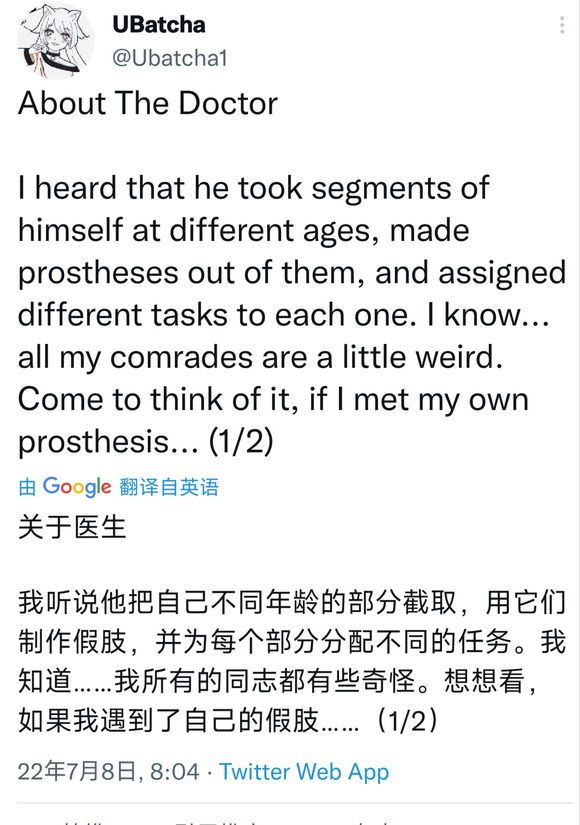 UBatcha
@Ubatcha1
About The Doctor
I heard that he took segments of
himself at different ages, made
prostheses out of them, and assigned
different tasks to each one. I know...
all my comrades are a little weird.
Come to think of it, if I met my own
prosthesis... (1/2)
由 Google 翻译自英语
关于医生
我听说他把自己不同年龄的部分截取，用它们
制作假肢，并为每个部分分配不同的任务。我
知道……我所有的同志都有些奇怪。想想看，
如果我遇到了自己的假肢……（1/2）
22年7月8日, 8:04 · Twitter Web App